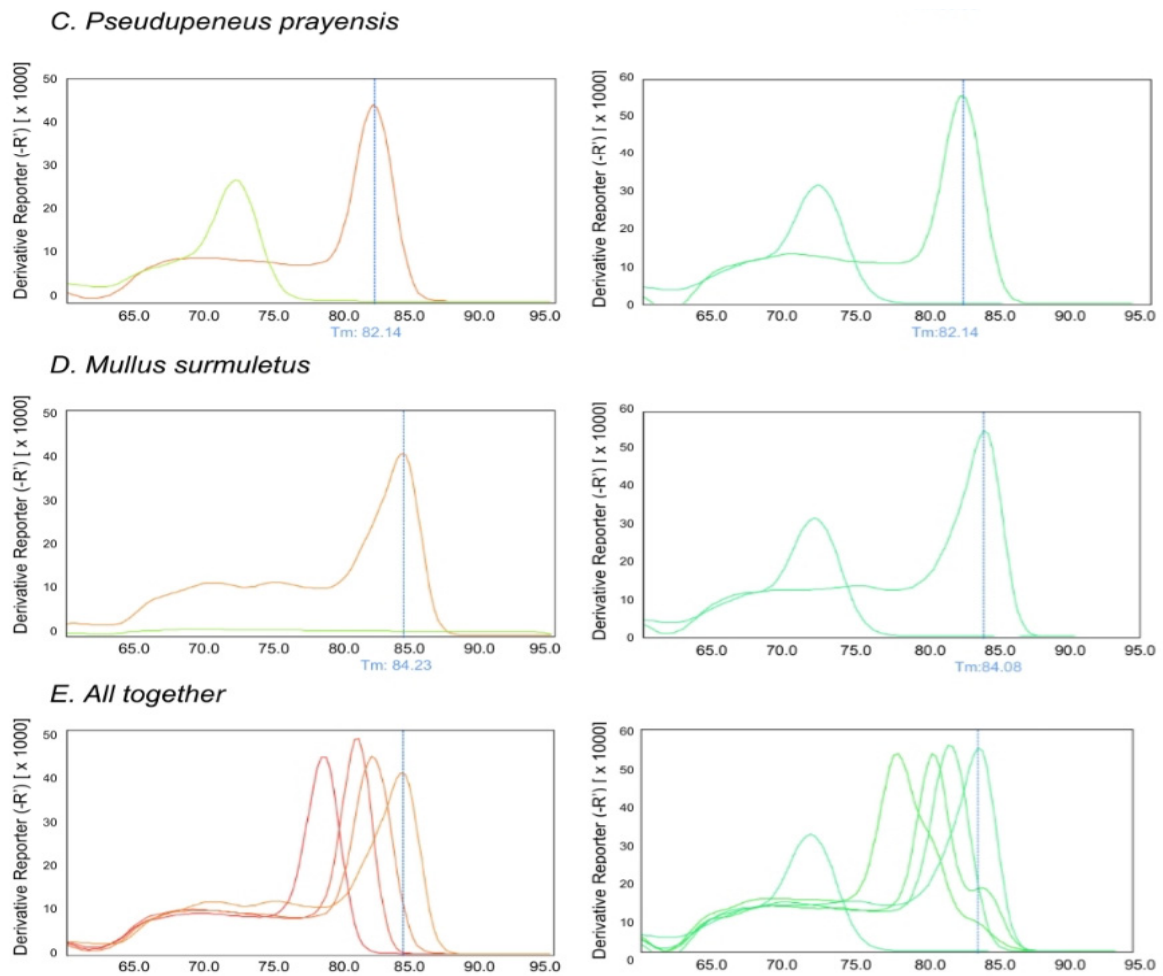 C. Pseudupeneus prayensis
Derivative Reporter (-R') [ x 1000]
50
40
30
20
10
0
65.0 70.0 75.0 80.0 85.0 90.0 95.0
Tm: 82.14
Derivative Reporter (-R') [ x 1000]
60
50
40
30
20
10
0
65.0 70.0 75.0 80.0 85.0 90.0 95.0
Tm:82.14
D. Mullus surmuletus
Derivative Reporter (-R') [ x 1000]
50
40
30
20
10
0
65.0 70.0 75.0 80.0 85.0 90.0 95.0
Tm: 84.23
Derivative Reporter (-R') [ x 1000]
60
50
40
30
20
10
0
65.0 70.0 75.0 80.0 85.0 90.0 95.0
Tm:84.08
E. All together
Derivative Reporter (-R') [ x 1000]
50
40
30
20
10
0
65.0 70.0 75.0 80.0 85.0 90.0 95.0
Derivative Reporter (-R') [ x 1000]
60
50
40
30
20
10
0
65.0 70.0 75.0 80.0 85.0 90.0 95.0